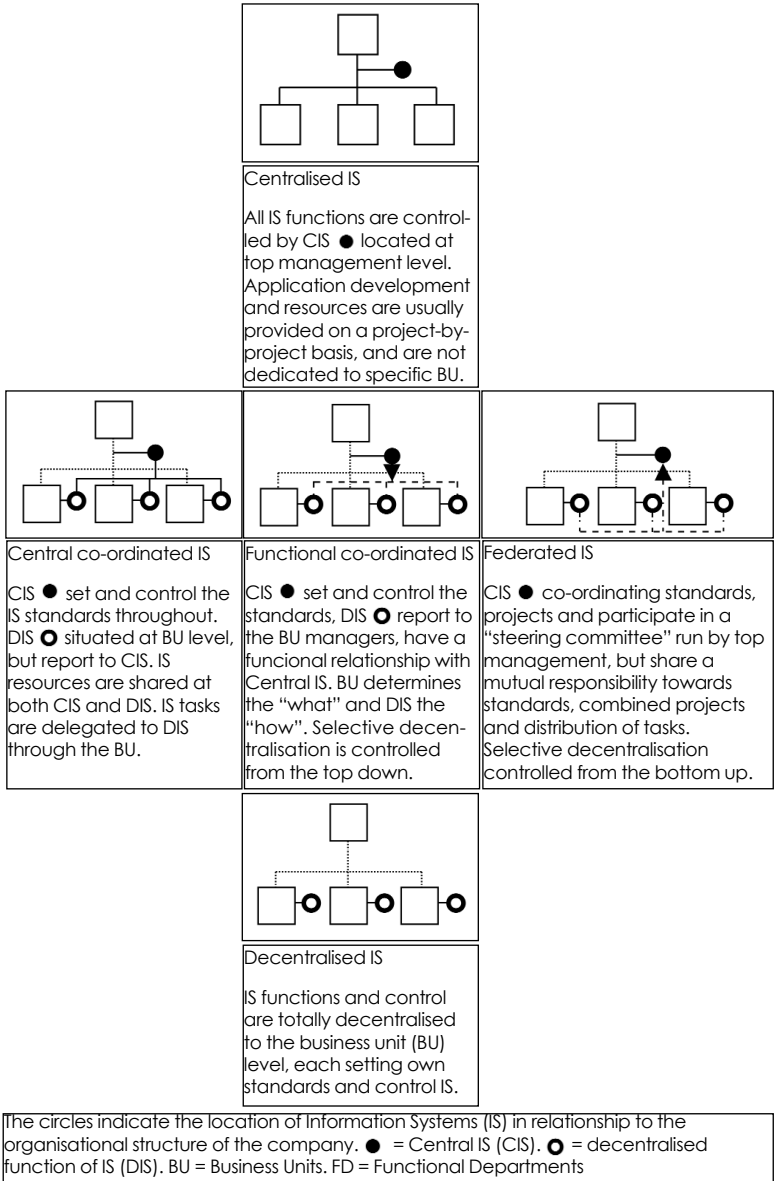 Centralised IS
All IS functions are control-
led by CIS ● located at
top management level.
Application development
and resources are usually
provided on a project-by-
project basis, and are not
dedicated to specific BU.
Central co-ordinated IS
CIS ● set and control the
IS standards throughout.
DIS O situated at BU level,
but report to CIS. IS
resources are shared at
both CIS and DIS. IS tasks
are delegated to DIS
through the BU.
Functional co-ordinated IS
CIS ● set and control the
standards, DIS O report to
the BU managers, have a
funcional relationship with
Central IS. BU determines
the “what” and DIS the
“how”. Selective decen-
tralisation is controlled
from the top down.
Federated IS
CIS ● co-ordinating standards,
projects and participate in a
“steering committee” run by top
management, but share a
mutual responsibility towards
standards, combined projects
and distribution of tasks.
Selective decentralisation
controlled from the bottom up.
Decentralised IS
IS functions and control
are totally decentralised
to the business unit (BU)
level, each setting own
standards and control IS.
The circles indicate the location of Information Systems (IS) in relationship to the
organisational structure of the company. ● = Central IS (CIS). O = decentralised
function of IS (DIS). BU = Business Units. FD = Functional Departments